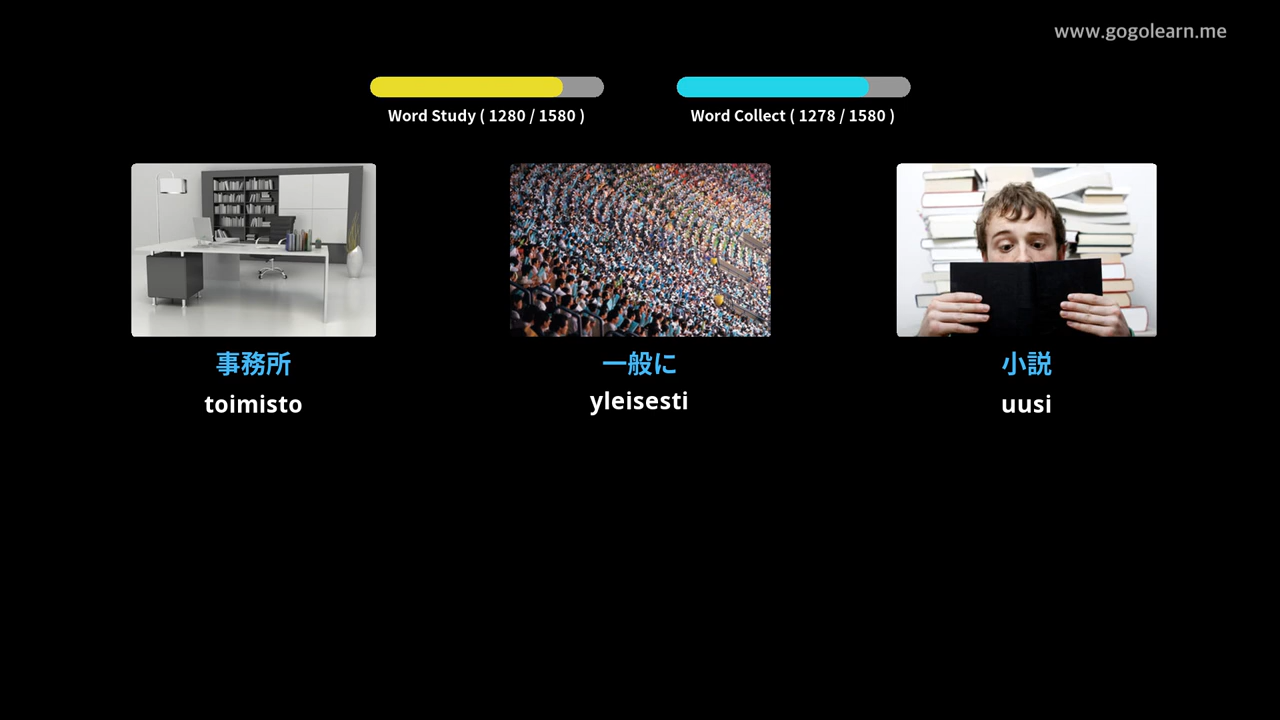 www.gogolearn.me
Word Study ( 1280 / 1580 )
Word Collect ( 1278 / 1580 )
事務所
一般に
小説
toimisto
yleisesti
uusi